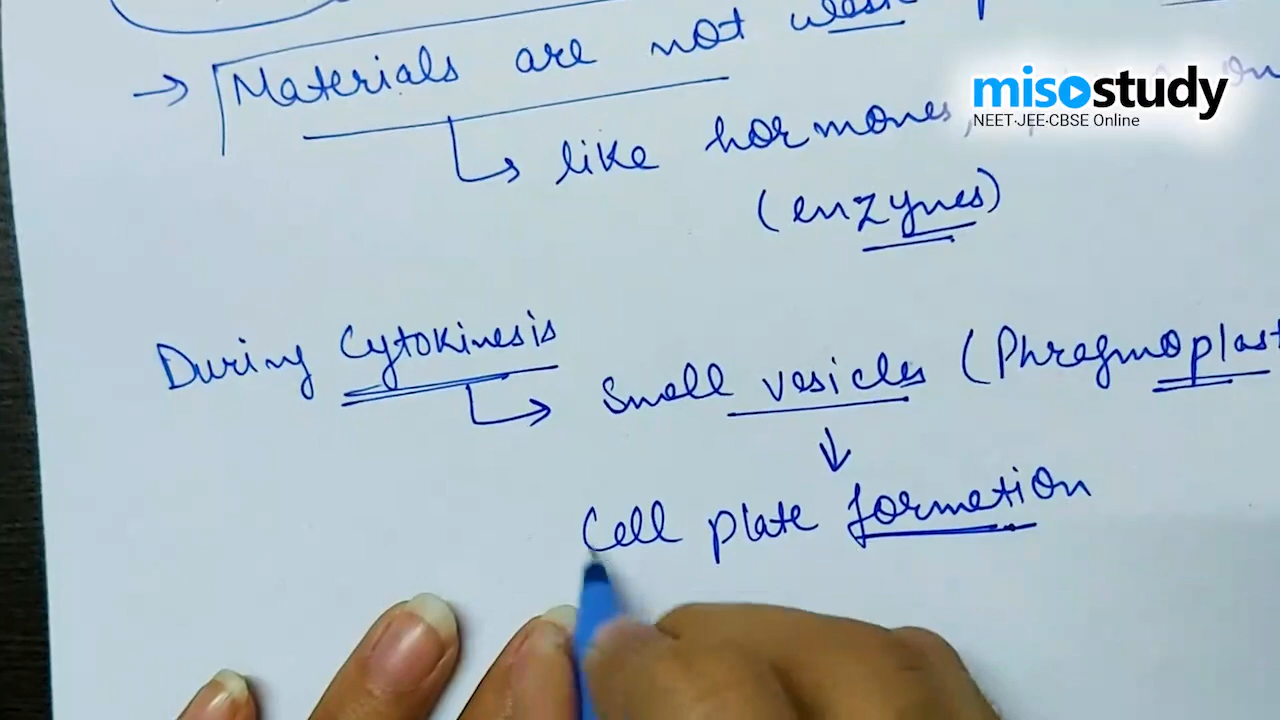 → Materials are not
misostudy
NEET-JEE-CBSE Online
↳ like hormones,
(enzymes)
During Cytokinesis
↳ Small vesicles (Phragmoplast
↓
Cell plate formation